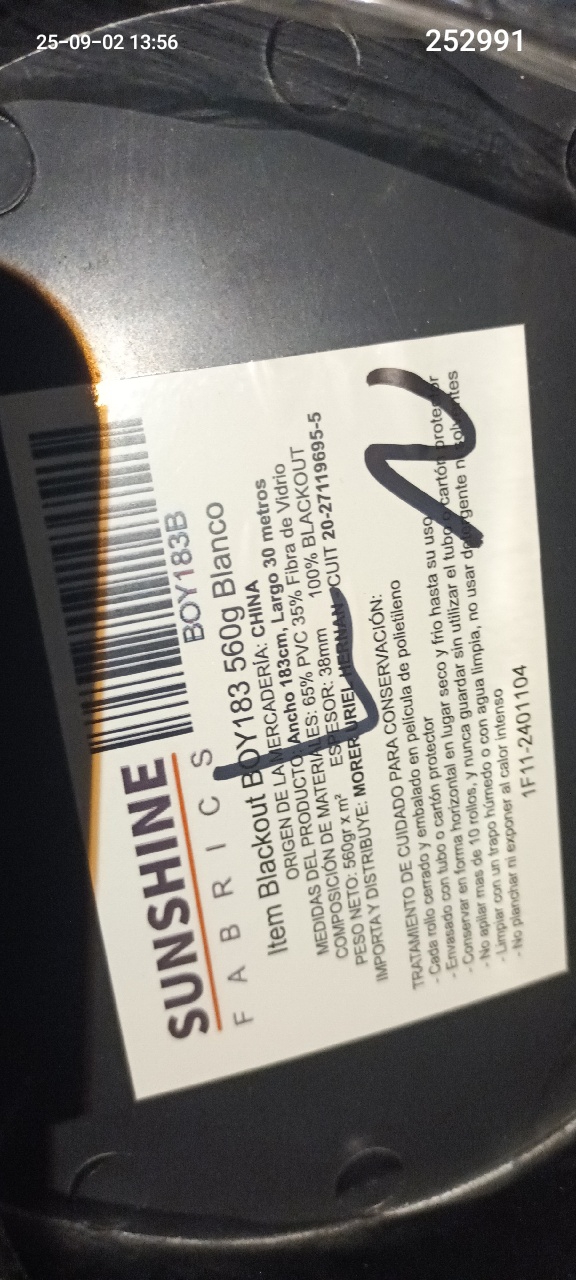 25-09-02 13:56
252991
SUNSHINE
FABRICS
BOY183B
Item Blackout BOY183 560g Blanco
ORIGEN DE LA MERCADERÍA: CHINA
MEDIDAS DEL PRODUCTO: Ancho 183cm, Largo 30 metros
COMPOSICIÓN DE MATERIALES: 65% PVC 35% Fibra de Vidrio
PESO NETO: 560gr x m² ESPESOR: 38mm 100% BLACKOUT
IMPORTA Y DISTRIBUYE: MORER URIEL HERNAN - CUIT 20-27119695-5
TRATAMIENTO DE CUIDADO PARA CONSERVACIÓN:
- Cada rollo cerrado y embalado en película de polietileno
- Envasado con tubo o cartón protector
- Conservar en forma horizontal en lugar seco y frio hasta su uso
- No apilar mas de 10 rollos, y nunca guardar sin utilizar el tubo o cartón protector
- Limpiar con un trapo húmedo o con agua limpia, no usar detergente ni solventes
- No planchar ni exponer al calor intenso
1F11-2401104